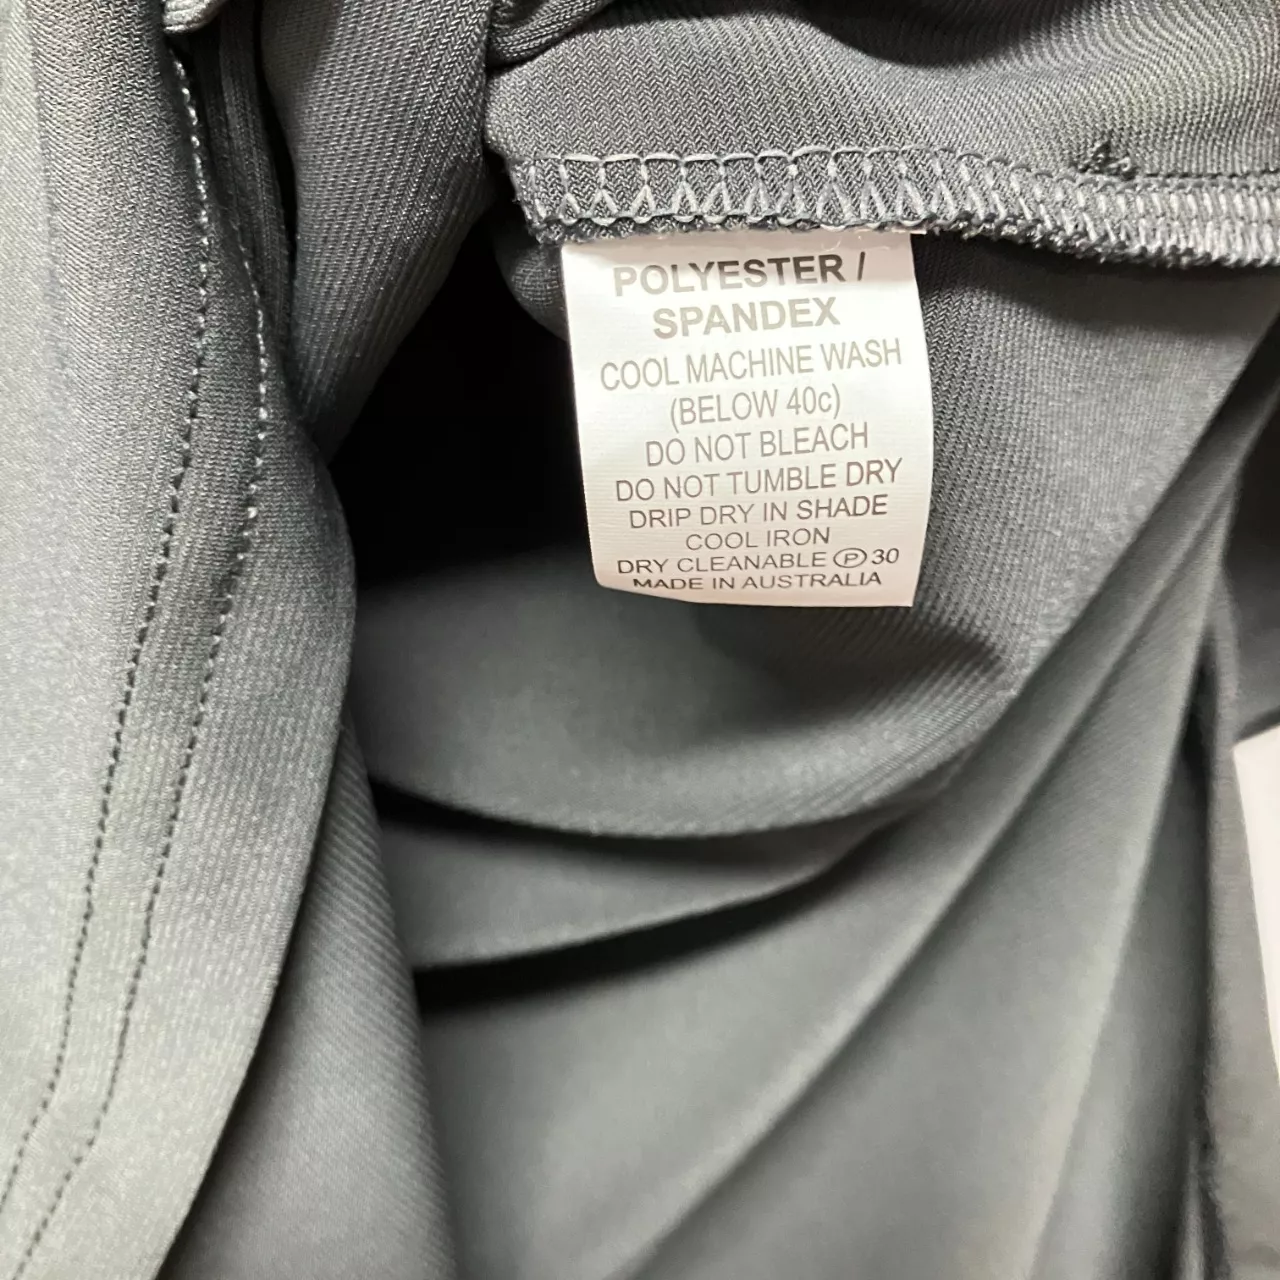 POLYESTER /
SPANDEX
COOL MACHINE WASH
(BELOW 40c)
DO NOT BLEACH
DO NOT TUMBLE DRY
DRIP DRY IN SHADE
COOL IRON
DRY CLEANABLE Ⓟ 30
MADE IN AUSTRALIA